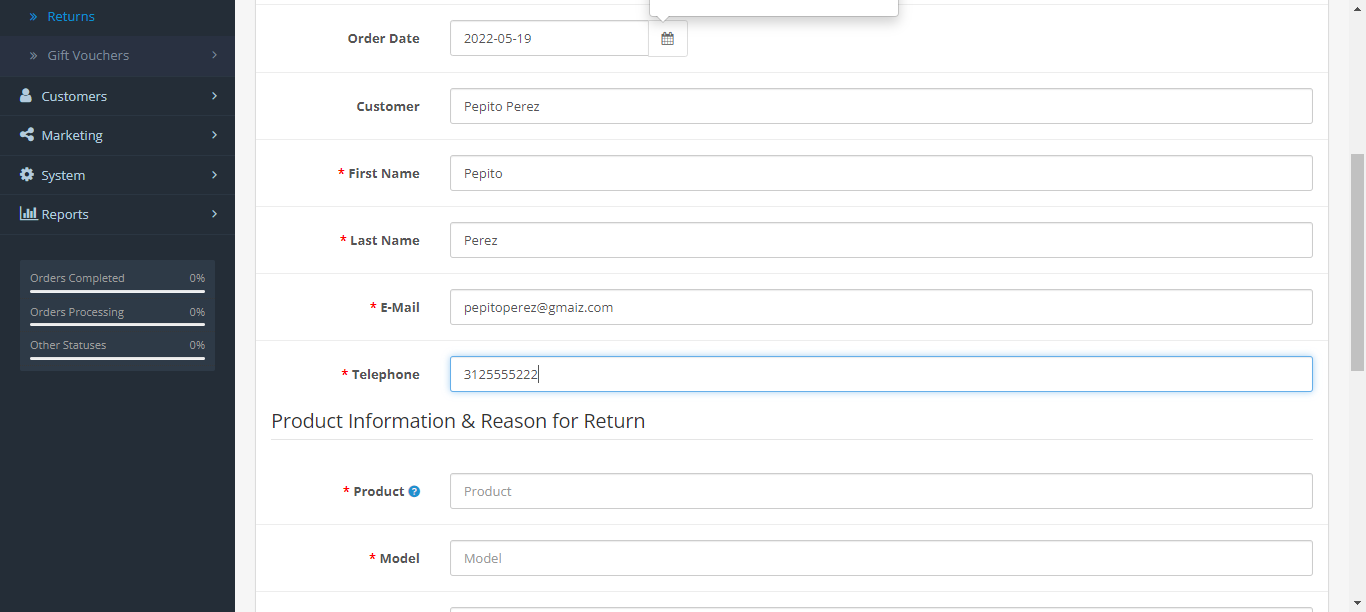 Returns
Gift Vouchers
Customers
Marketing
System
Reports
Orders Completed 0%
Orders Processing 0%
Other Statuses 0%
Order Date 2022-05-19
Customer Pepito Perez
* First Name Pepito
* Last Name Perez
* E-Mail pepitoperez@gmaiz.com
* Telephone 3125555222
Product Information & Reason for Return
* Product ? Product
* Model Model